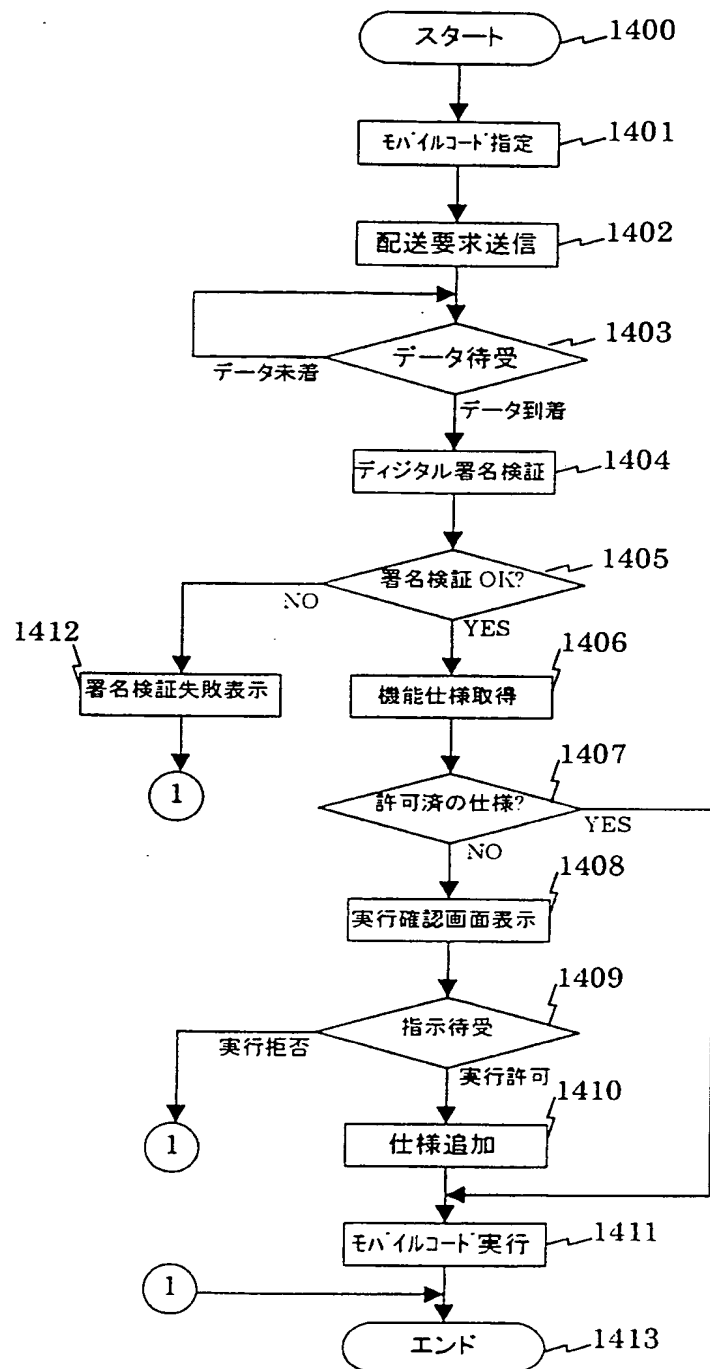 スタート
1400
モバイルコード指定
1401
配送要求送信
1402
データ待受
1403
データ未着
データ到着
ディジタル署名検証
1404
署名検証OK?
1405
NO
YES
1412
署名検証失敗表示
機能仕様取得
1406
1
許可済の仕様?
1407
YES
NO
実行確認画面表示
1408
指示待受
1409
実行拒否
実行許可
1
仕様追加
1410
モバイルコード実行
1411
1
エンド
1413